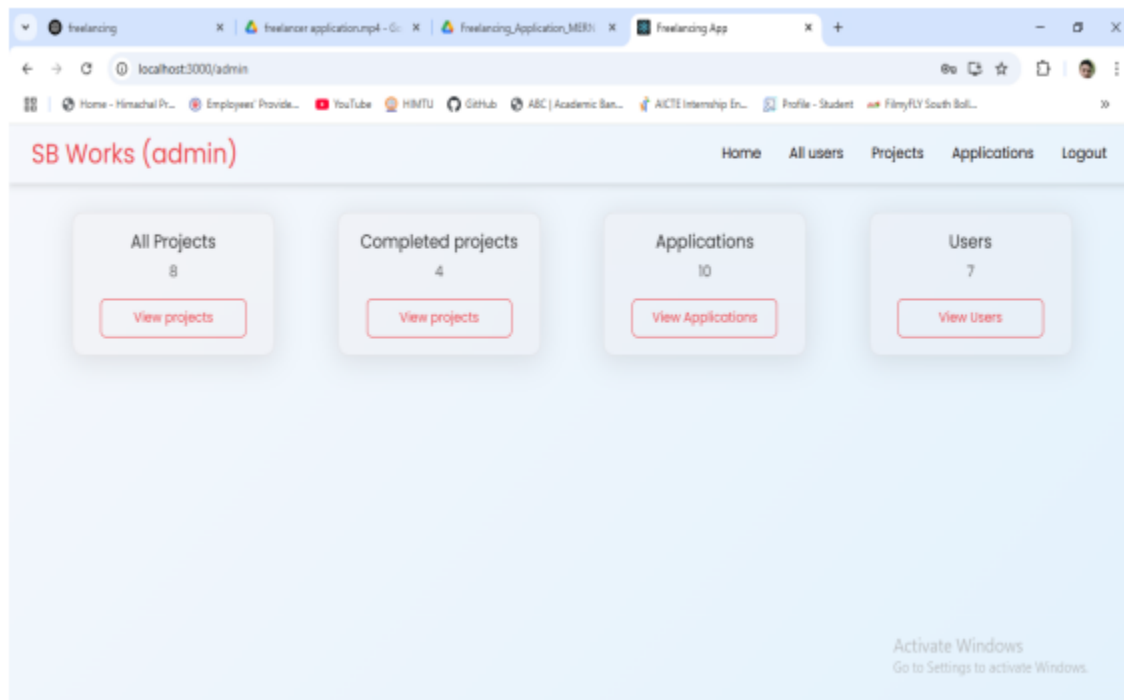 freelancing
freelancer application.mp4 - Go
Freelancing_Application_MERN
Freelancing App
localhost:3000/admin
Home - Himachal Pr...
Employees' Provide...
YouTube
HIMTU
GitHub
ABC | Academic Ban...
AICTE Internship En...
Profile - Student
FilmyFLY South Boll...
SB Works (admin)
Home
All users
Projects
Applications
Logout
All Projects
8
View projects
Completed projects
4
View projects
Applications
10
View Applications
Users
7
View Users
Activate Windows
Go to Settings to activate Windows.